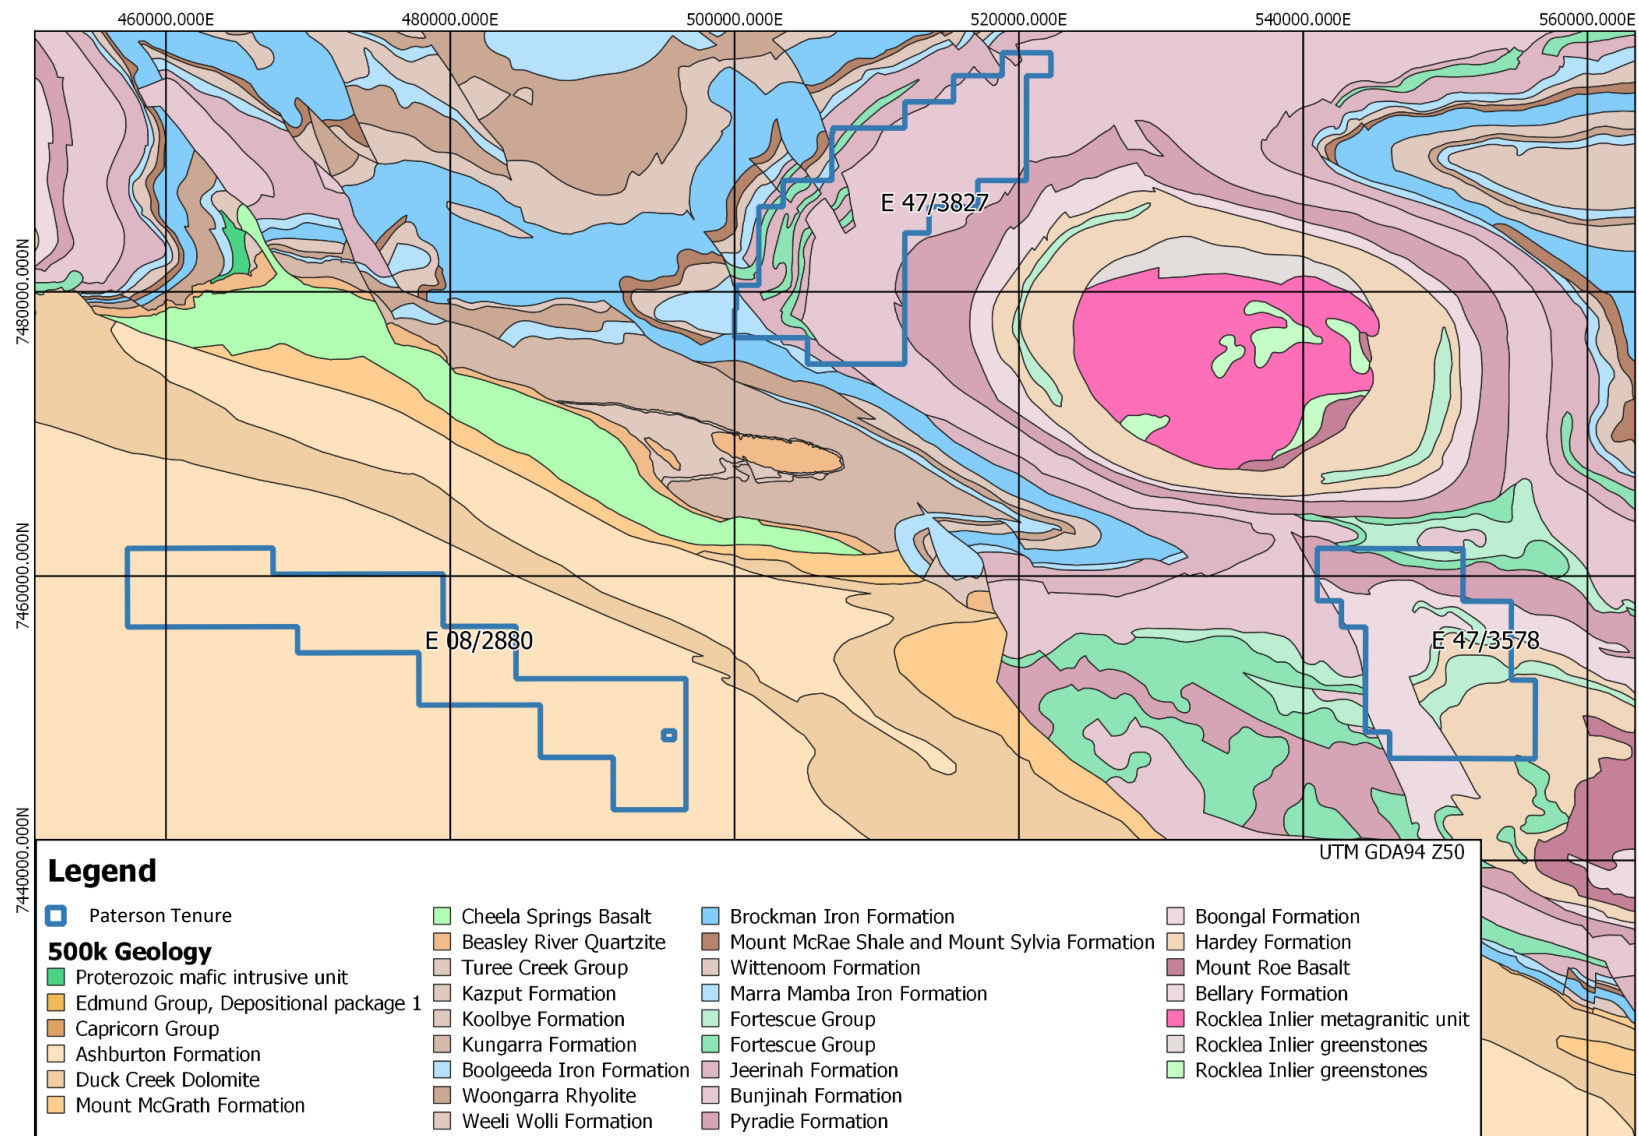 460000.000E 480000.000E 500000.000E 520000.000E 540000.000E 560000.000E
7480000.000N
7460000.000N
7440000.000N
E 47/3827
E 08/2880
E 47/3578
UTM GDA94 Z50
Legend
Paterson Tenure
500k Geology
Proterozoic mafic intrusive unit
Edmund Group, Depositional package 1
Capricorn Group
Ashburton Formation
Duck Creek Dolomite
Mount McGrath Formation
Cheela Springs Basalt
Beasley River Quartzite
Turee Creek Group
Kazput Formation
Koolbye Formation
Kungarra Formation
Boolgeeda Iron Formation
Woongarra Rhyolite
Weeli Wolli Formation
Brockman Iron Formation
Mount McRae Shale and Mount Sylvia Formation
Wittenoom Formation
Marra Mamba Iron Formation
Fortescue Group
Fortescue Group
Jeerinah Formation
Bunjinah Formation
Pyradie Formation
Boongal Formation
Hardey Formation
Mount Roe Basalt
Bellary Formation
Rocklea Inlier metagranitic unit
Rocklea Inlier greenstones
Rocklea Inlier greenstones